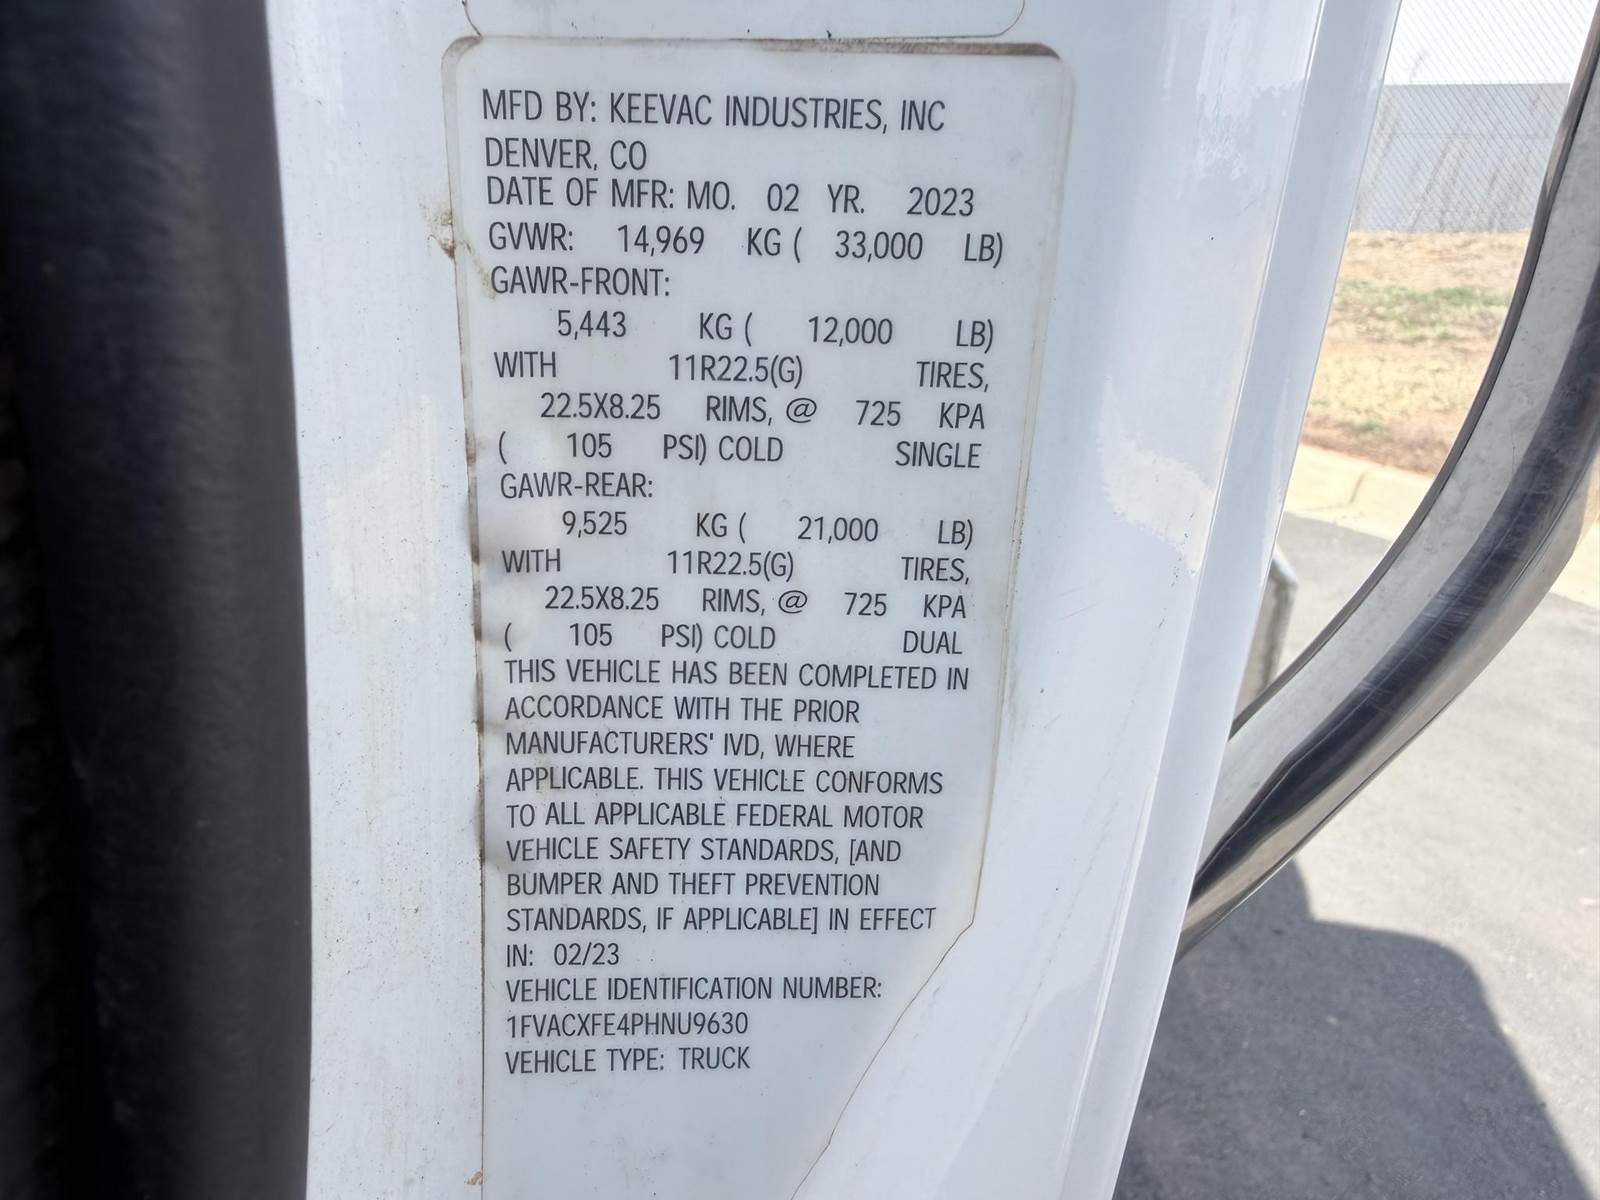 MFD BY: KEEVAC INDUSTRIES, INC
DENVER, CO
DATE OF MFR: MO. 02 YR. 2023
GVWR: 14,969 KG ( 33,000 LB)
GAWR-FRONT:
5,443 KG ( 12,000 LB)
WITH 11R22.5(G) TIRES,
22.5X8.25 RIMS, @ 725 KPA
( 105 PSI) COLD SINGLE
GAWR-REAR:
9,525 KG ( 21,000 LB)
WITH 11R22.5(G) TIRES,
22.5X8.25 RIMS, @ 725 KPA
( 105 PSI) COLD DUAL
THIS VEHICLE HAS BEEN COMPLETED IN
ACCORDANCE WITH THE PRIOR
MANUFACTURERS' IVD, WHERE
APPLICABLE. THIS VEHICLE CONFORMS
TO ALL APPLICABLE FEDERAL MOTOR
VEHICLE SAFETY STANDARDS, [AND
BUMPER AND THEFT PREVENTION
STANDARDS, IF APPLICABLE] IN EFFECT
IN: 02/23
VEHICLE IDENTIFICATION NUMBER:
1FVACXFE4PHNU9630
VEHICLE TYPE: TRUCK